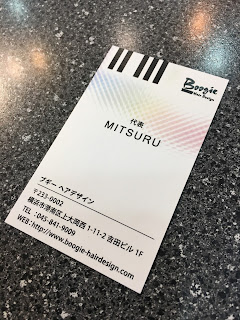 Boogie
Hair Design
代表
MITSURU
ブギー ヘアデザイン
〒233-0002
横浜市港南区上大岡西 1-11-2 吉田ビル 1F
TEL : 045-841-9009
WEB : http://www.boogie-hairdesign.com